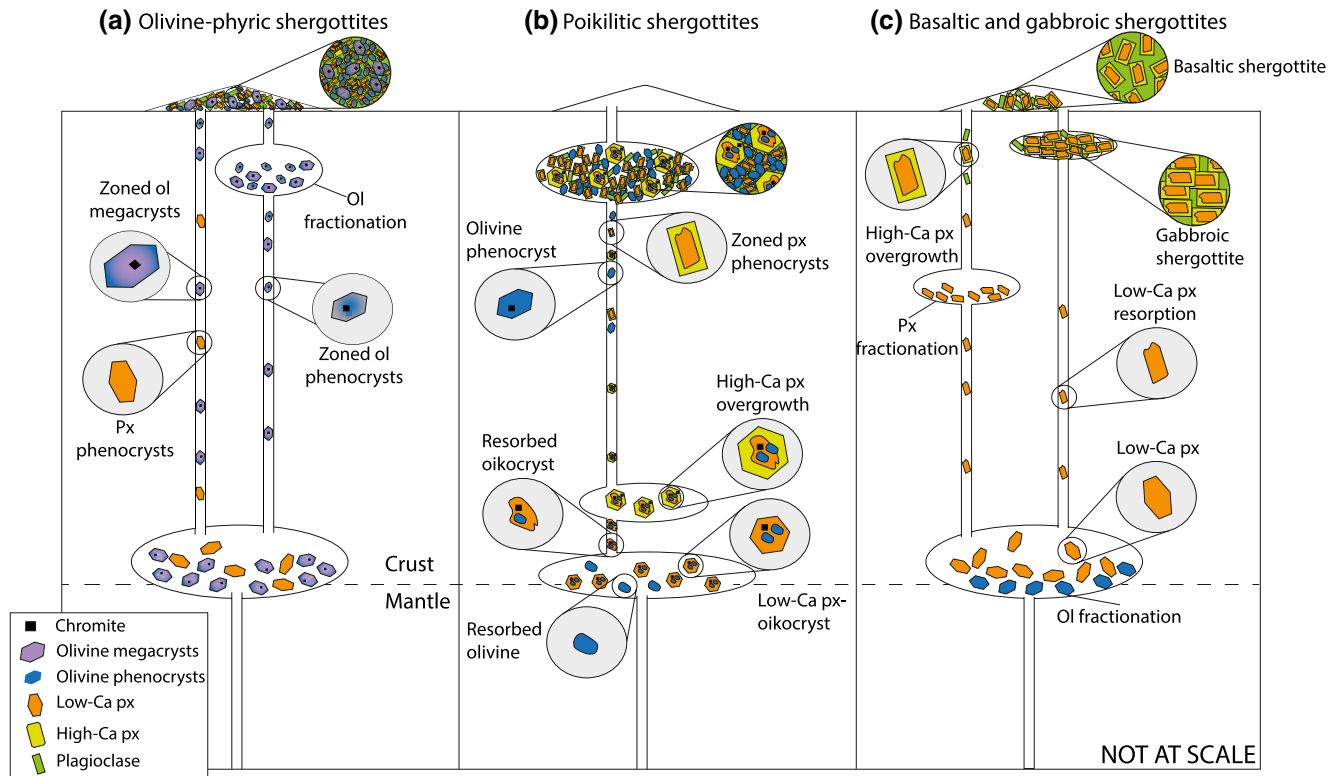 (a) Olivine-phyric shergottites
Zoned ol
megacrysts
Ol
fractionation
Zoned ol
phenocrysts
Px
phenocrysts
(b) Poikilitic shergottites
Olivine
phenocryst
Zoned px
phenocrysts
High-Ca px
overgrowth
Resorbed
oikocryst
Low-Ca px-
oikocryst
Resorbed
olivine
Crust
Mantle
(c) Basaltic and gabbroic shergottites
Basaltic shergottite
High-Ca px
overgrowth
Gabbroic
shergottite
Px
fractionation
Low-Ca px
resorption
Low-Ca px
Ol fractionation
Chromite
Olivine megacrysts
Olivine phenocrysts
Low-Ca px
High-Ca px
Plagioclase
NOT AT SCALE